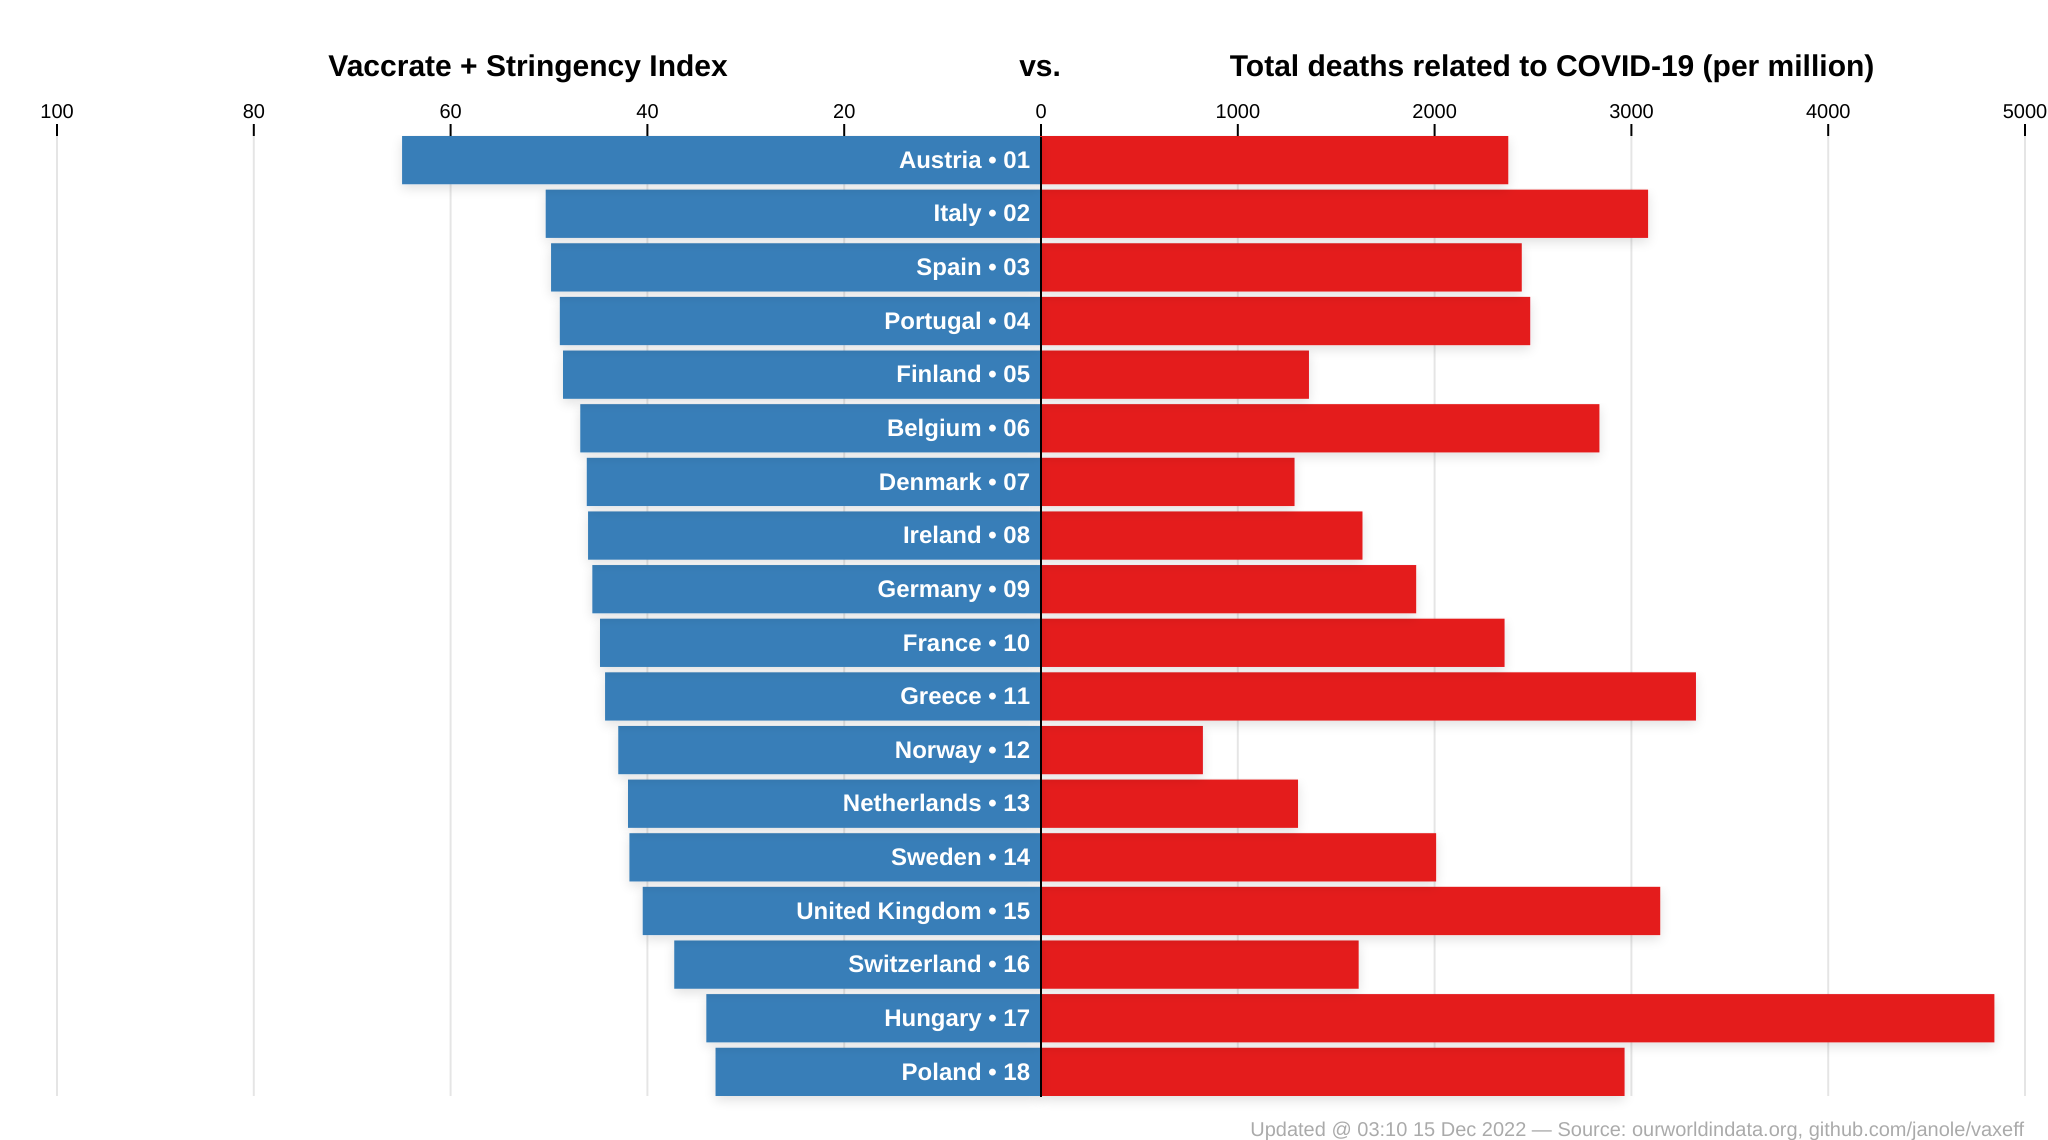 Vaccrate + Stringency Index vs. Total deaths related to COVID-19 (per million)
100 80 60 40 20 0 1000 2000 3000 4000 5000
Austria • 01
Italy • 02
Spain • 03
Portugal • 04
Finland • 05
Belgium • 06
Denmark • 07
Ireland • 08
Germany • 09
France • 10
Greece • 11
Norway • 12
Netherlands • 13
Sweden • 14
United Kingdom • 15
Switzerland • 16
Hungary • 17
Poland • 18
Updated @ 03:10 15 Dec 2022 — Source: ourworldindata.org, github.com/janole/vaxeff